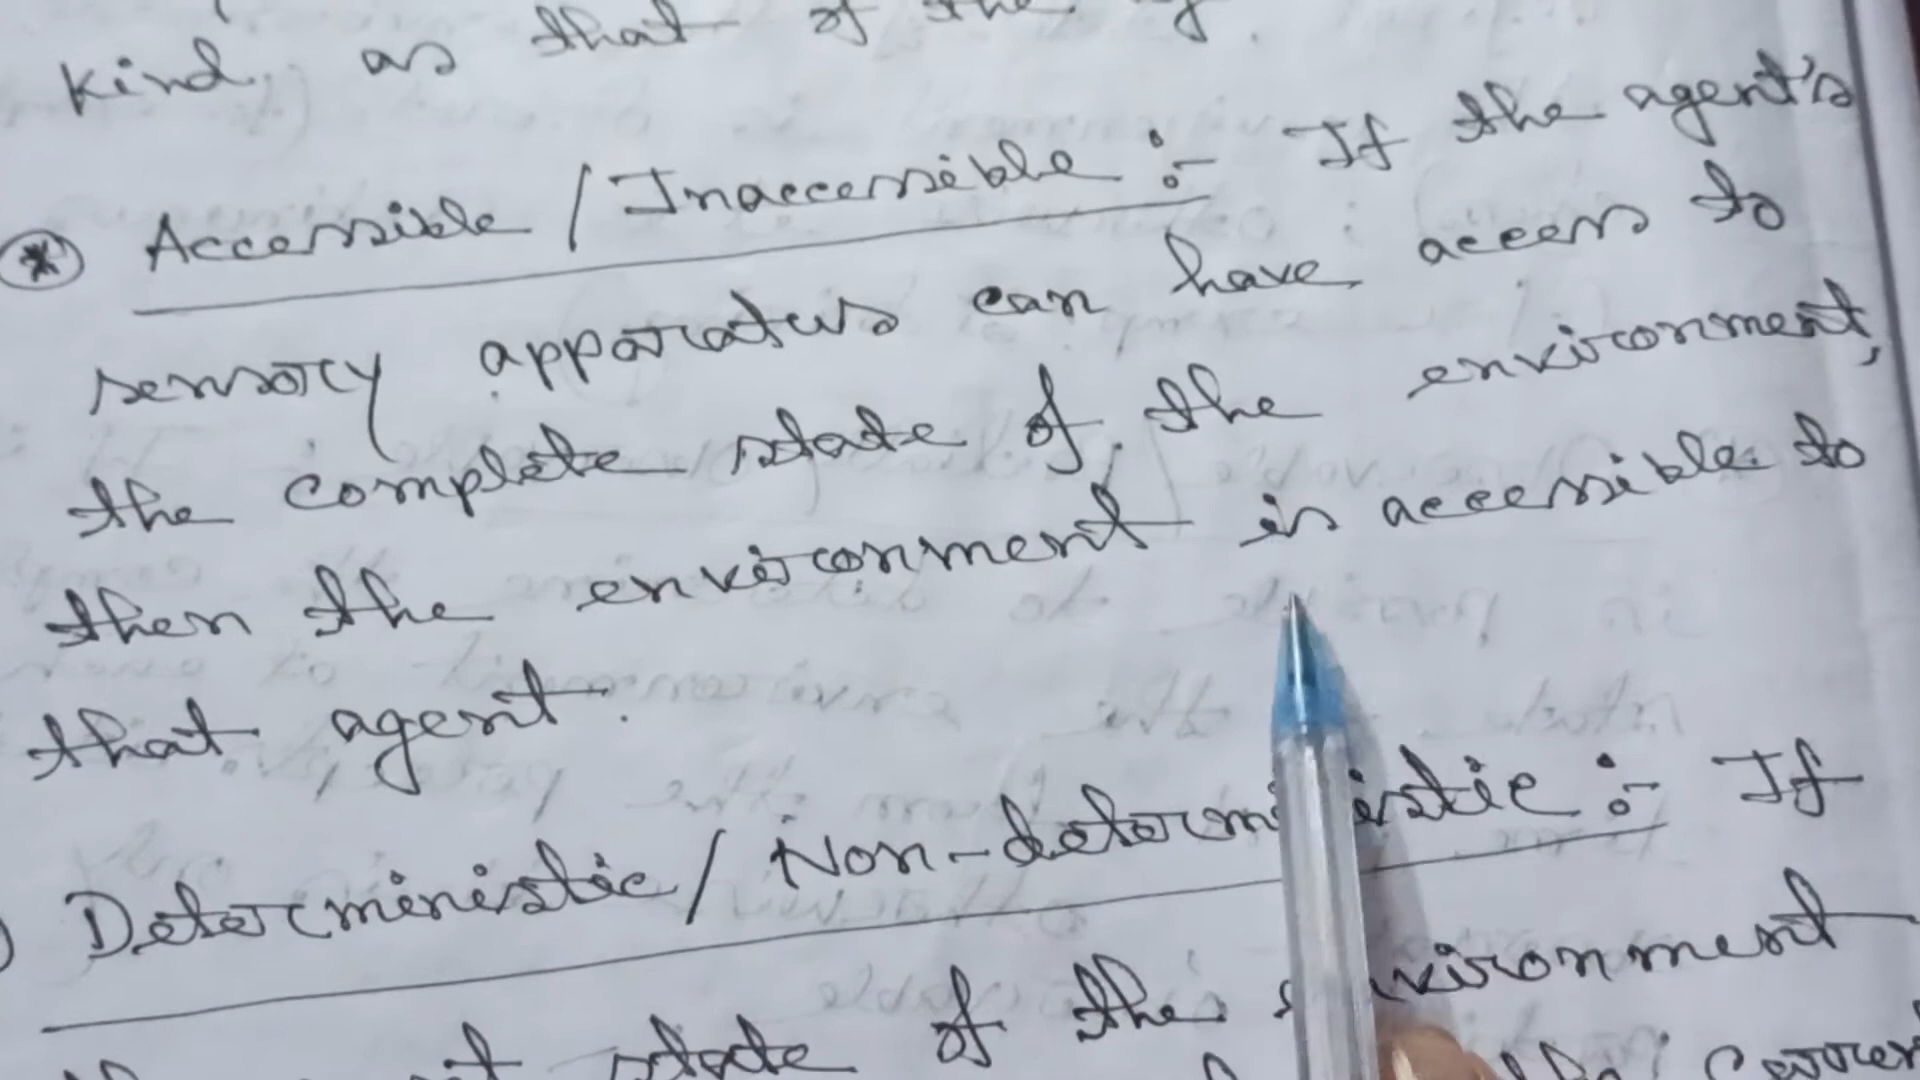 kind as that of the
* Accessible / Inaccessible :- If the agent's
sensory apparatus can have access to
the complete state of the environment,
then the environment is accessible to
that agent.
Deterministic / Non-deterministic :- If
state of the environment